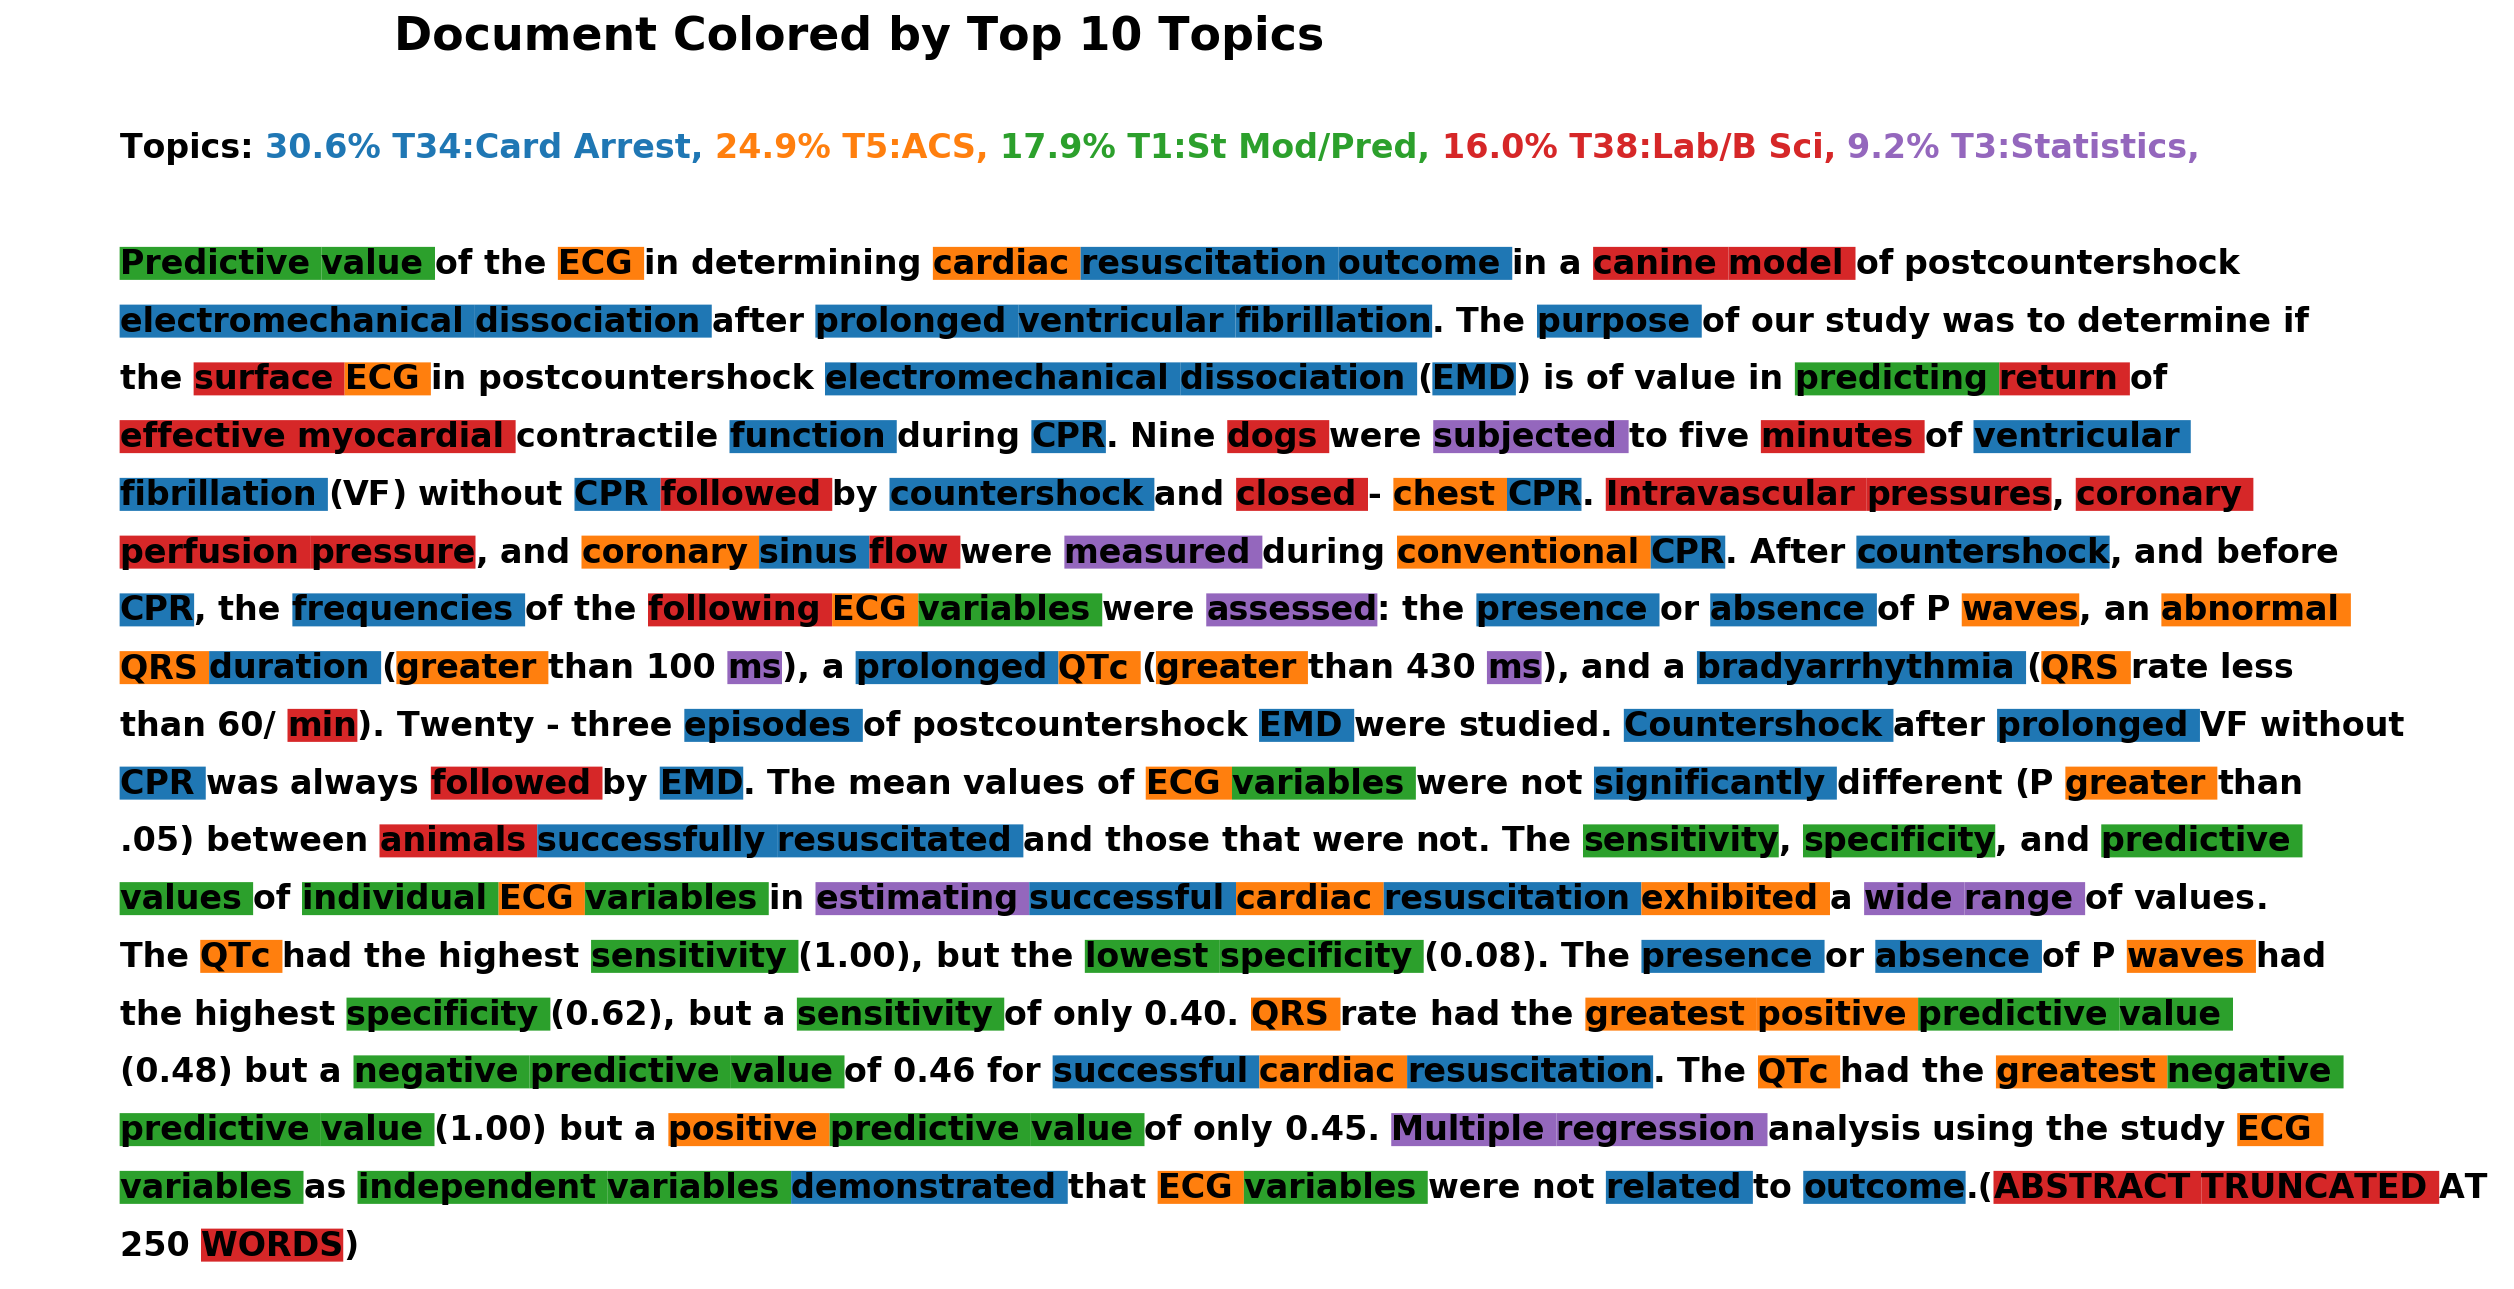 Document Colored by Top 10 Topics
Topics: 30.6% T34:Card Arrest, 24.9% T5:ACS, 17.9% T1:St Mod/Pred, 16.0% T38:Lab/B Sci, 9.2% T3:Statistics,
Predictive value of the ECG in determining cardiac resuscitation outcome in a canine model of postcountershock
electromechanical dissociation after prolonged ventricular fibrillation. The purpose of our study was to determine if
the surface ECG in postcountershock electromechanical dissociation (EMD) is of value in predicting return of
effective myocardial contractile function during CPR. Nine dogs were subjected to five minutes of ventricular
fibrillation (VF) without CPR followed by countershock and closed - chest CPR. Intravascular pressures, coronary
perfusion pressure, and coronary sinus flow were measured during conventional CPR. After countershock, and before
CPR, the frequencies of the following ECG variables were assessed: the presence or absence of P waves, an abnormal
QRS duration (greater than 100 ms), a prolonged QTc (greater than 430 ms), and a bradyarrhythmia (QRS rate less
than 60/ min). Twenty - three episodes of postcountershock EMD were studied. Countershock after prolonged VF without
CPR was always followed by EMD. The mean values of ECG variables were not significantly different (P greater than
.05) between animals successfully resuscitated and those that were not. The sensitivity, specificity, and predictive
values of individual ECG variables in estimating successful cardiac resuscitation exhibited a wide range of values.
The QTc had the highest sensitivity (1.00), but the lowest specificity (0.08). The presence or absence of P waves had
the highest specificity (0.62), but a sensitivity of only 0.40. QRS rate had the greatest positive predictive value
(0.48) but a negative predictive value of 0.46 for successful cardiac resuscitation. The QTc had the greatest negative
predictive value (1.00) but a positive predictive value of only 0.45. Multiple regression analysis using the study ECG
variables as independent variables demonstrated that ECG variables were not related to outcome.(ABSTRACT TRUNCATED AT
250 WORDS)